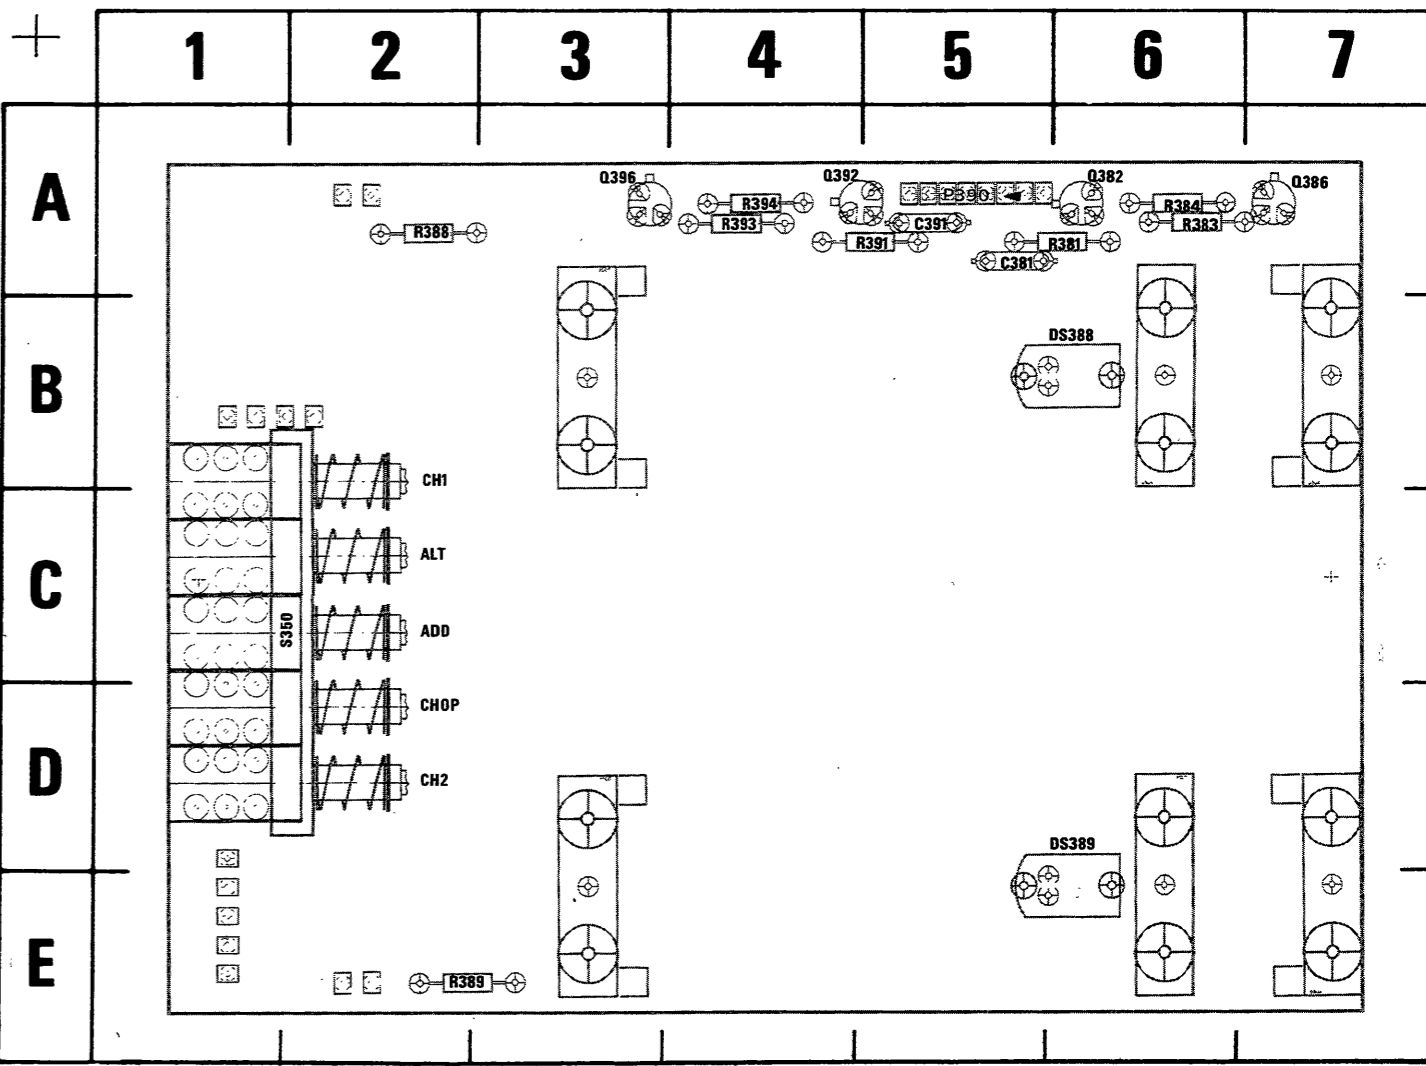 1 2 3 4 5 6 7
A
Q396 Q392 Q382 Q386
P390
R394 R384
R393 C391 R383
R388 R391 R381
C381
B
DS388
CH1
C
ALT
S350
ADD
D
CHOP
CH2
DS389
E
R389